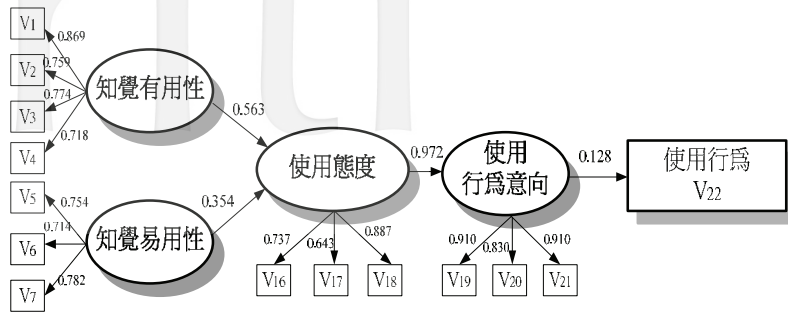 V1
0.869
V2
0.759
0.774
V3
0.718
V4
知覺有用性
0.563
V5
0.754
0.714
V6
0.782
V7
知覺易用性
0.354
使用態度
0.972
使用
行為意向
0.128
使用行為
V22
0.737
0.643
0.887
V16
V17
V18
0.910
0.830
0.910
V19
V20
V21